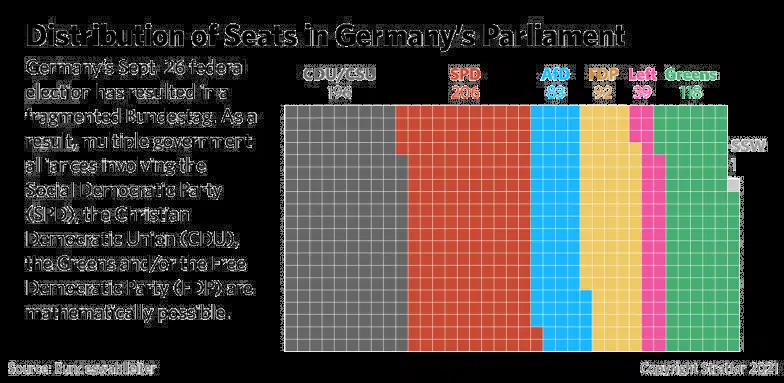 Distribution of Seats in Germany's Parliament
Germany's Sept. 26 federal
election has resulted in a
fragmented Bundestag. As a
result, multiple government
alliances involving the
Social Democratic Party
(SPD), the Christian
Democratic Union (CDU),
the Greens and/or the Free
Democratic Party (FDP) are
mathematically possible.
CDU/CSU SPD AfD FDP Left Greens
194 206 83 92 39 118
SSW
1
Source: Bundeswahlleiter
Copyright Stratfor 2021